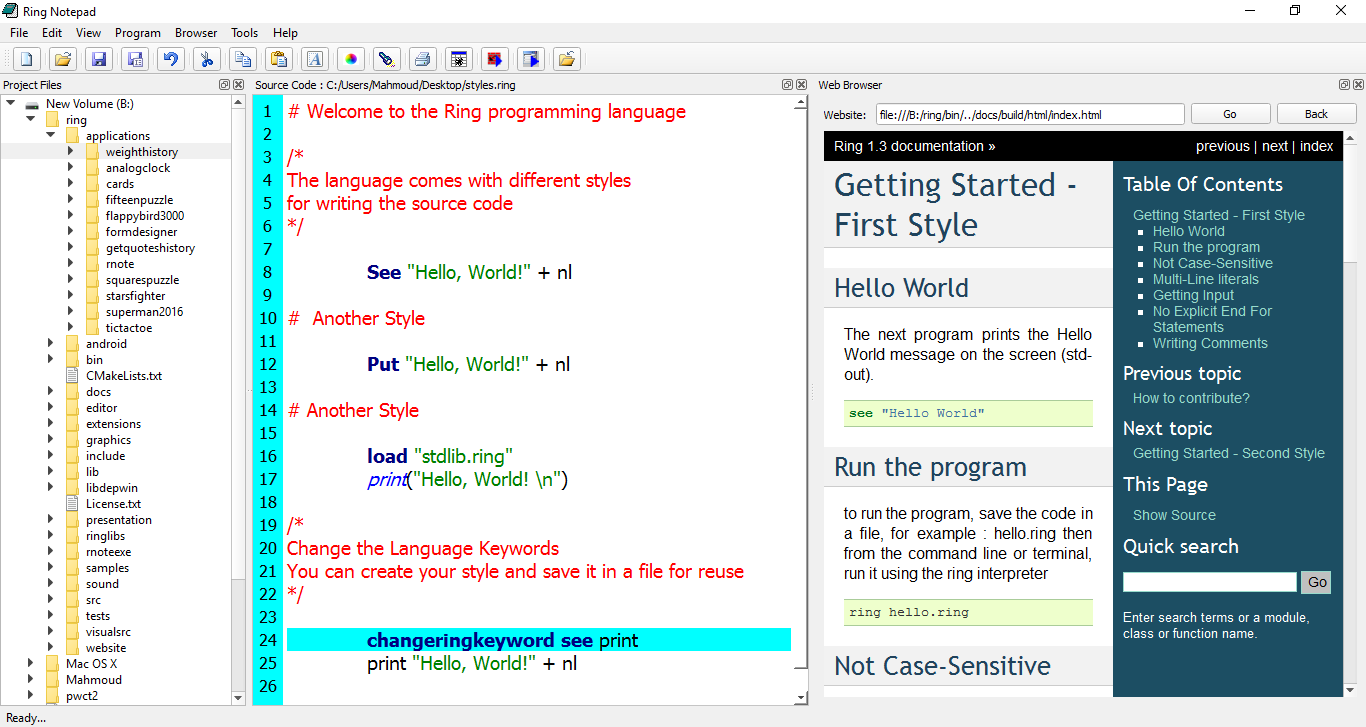 Ring Notepad
File Edit View Program Browser Tools Help
Project Files
New Volume (B:)
ring
applications
weighthistory
analogclock
cards
fifteenpuzzle
flappybird3000
formdesigner
getquoteshistory
rnote
squarespuzzle
starsfighter
superman2016
tictactoe
android
bin
CMakeLists.txt
docs
editor
extensions
graphics
include
lib
libdepwin
License.txt
presentation
ringlibs
rnoteexe
samples
sound
src
tests
visualsrc
website
Mac OS X
Mahmoud
pwct2
Source Code : C:/Users/Mahmoud/Desktop/styles.ring
1 # Welcome to the Ring programming language
2
3 /*
4 The language comes with different styles
5 for writing the source code
6 */
7
8 See "Hello, World!" + nl
9
10 # Another Style
11
12 Put "Hello, World!" + nl
13
14 # Another Style
15
16 load "stdlib.ring"
17 print("Hello, World! \n")
18
19 /*
20 Change the Language Keywords
21 You can create your style and save it in a file for reuse
22 */
23
24 changeringkeyword see print
25 print "Hello, World!" + nl
26
Web Browser
Website: file:///B:/ring/bin/../docs/build/html/index.html Go Back
Ring 1.3 documentation » previous | next | index
Getting Started -
First Style
Hello World
The next program prints the Hello
World message on the screen (std-
out).
see "Hello World"
Run the program
to run the program, save the code in
a file, for example : hello.ring then
from the command line or terminal,
run it using the ring interpreter
ring hello.ring
Not Case-Sensitive
Table Of Contents
Getting Started - First Style
Hello World
Run the program
Not Case-Sensitive
Multi-Line literals
Getting Input
No Explicit End For
Statements
Writing Comments
Previous topic
How to contribute?
Next topic
Getting Started - Second Style
This Page
Show Source
Quick search
Go
Enter search terms or a module,
class or function name.
Ready...